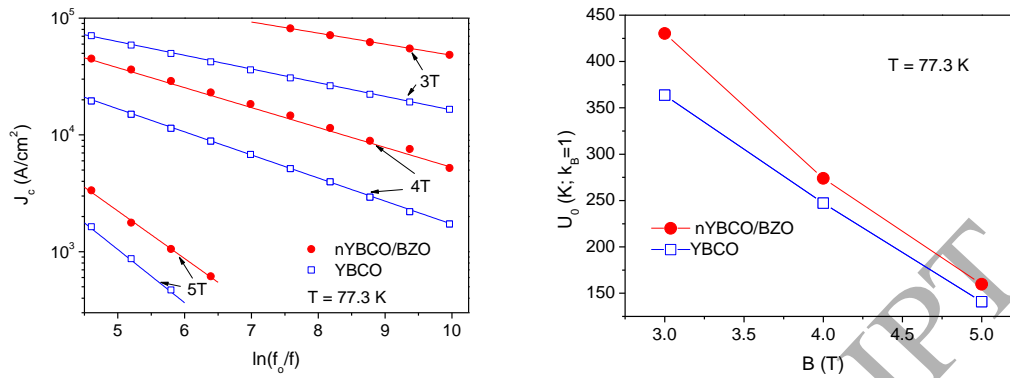 10^5
10^4
10^3
J_c (A/cm^2)
3T
4T
5T
nYBCO/BZO
YBCO
T = 77.3 K
5 6 7 8 9 10
ln(f_o/f)
450
400
350
300
250
200
150
U_0 (K; k_B=1)
T = 77.3 K
nYBCO/BZO
YBCO
3.0 3.5 4.0 4.5 5.0
B (T)